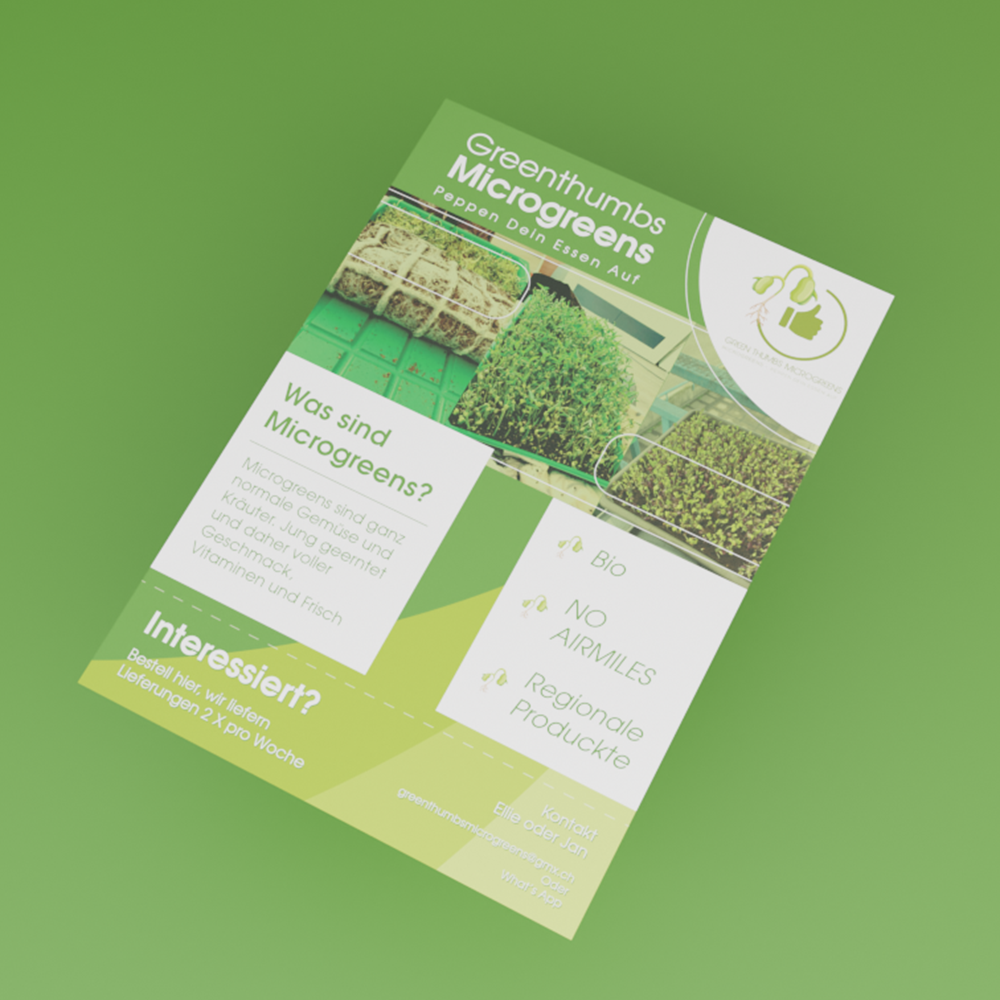 Greenthumbs
Microgreens
Peppen Dein Essen Auf
GREEN THUMBS MICROGREENS
Was sind
Microgreens?
Microgreens sind ganz
normale Gemüse und
Kräuter. Jung geerntet
und daher voller
Geschmack,
Vitaminen und Frisch
Bio
NO
AIRMILES
Regionale
Produckte
Interessiert?
Bestell hier, wir liefern
Lieferungen 2 X pro Woche
Kontakt
Ellie oder Jan
greenthumbsmicrogreens@gmx.ch
Oder
What's App